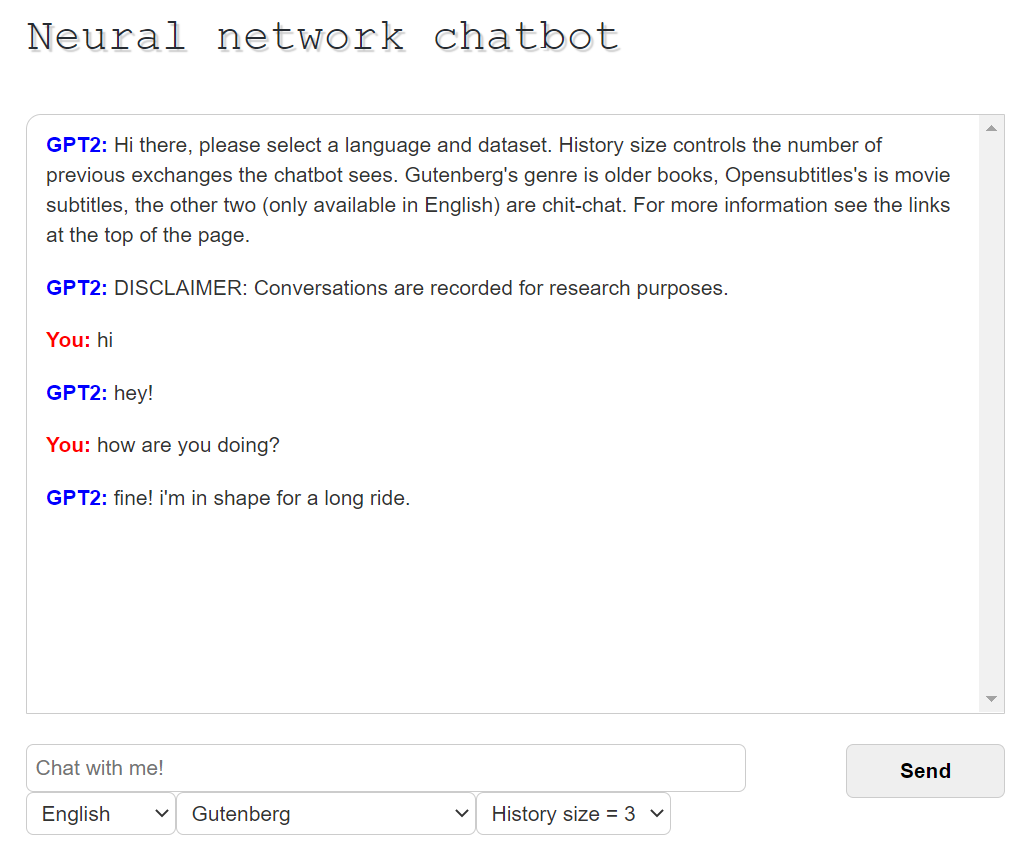 Neural network chatbot
GPT2: Hi there, please select a language and dataset. History size controls the number of
previous exchanges the chatbot sees. Gutenberg's genre is older books, Opensubtitles's is movie
subtitles, the other two (only available in English) are chit-chat. For more information see the links
at the top of the page.
GPT2: DISCLAIMER: Conversations are recorded for research purposes.
You: hi
GPT2: hey!
You: how are you doing?
GPT2: fine! i'm in shape for a long ride.
Chat with me!
Send
English
Gutenberg
History size = 3